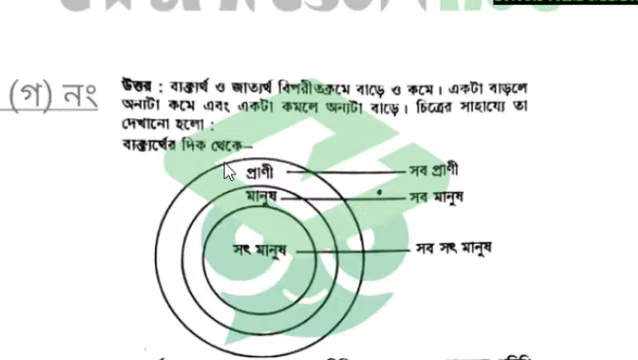 (গ) নং
উত্তর : ব্যক্ত্যর্থ ও জাত্যর্থ বিপরীতক্রমে বাড়ে ও কমে। একটা বাড়লে
অন্যটা কমে এবং একটা কমলে অন্যটা বাড়ে। চিত্রের সাহায্যে তা
দেখানো হলো :
ব্যক্ত্যর্থের দিক থেকে–
প্রাণী সব প্রাণী
মানুষ সব মানুষ
সৎ মানুষ সব সৎ মানুষ